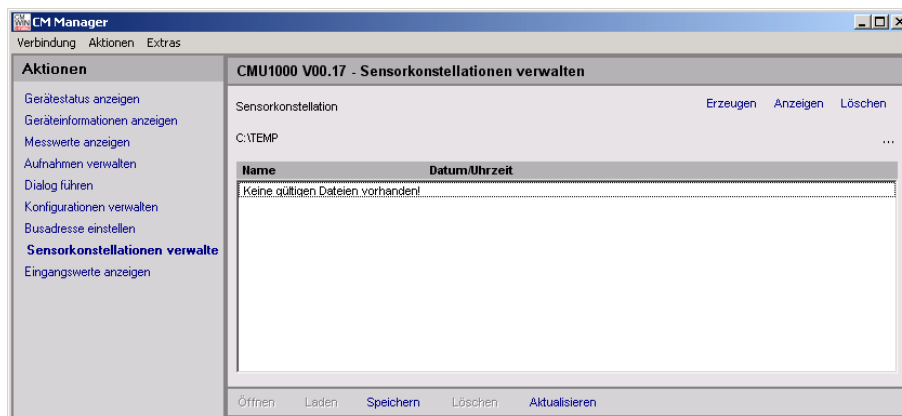 CM Manager
Verbindung Aktionen Extras
Aktionen
Gerätestatus anzeigen
Geräteinformationen anzeigen
Messwerte anzeigen
Aufnahmen verwalten
Dialog führen
Konfigurationen verwalten
Busadresse einstellen
Sensorkonstellationen verwalte
Eingangswerte anzeigen
CMU1000 V00.17 - Sensorkonstellationen verwalten
Sensorkonstellation Erzeugen Anzeigen Löschen
C:\TEMP ...
Name Datum/Uhrzeit
Keine gültigen Dateien vorhanden!
Öffnen Laden Speichern Löschen Aktualisieren